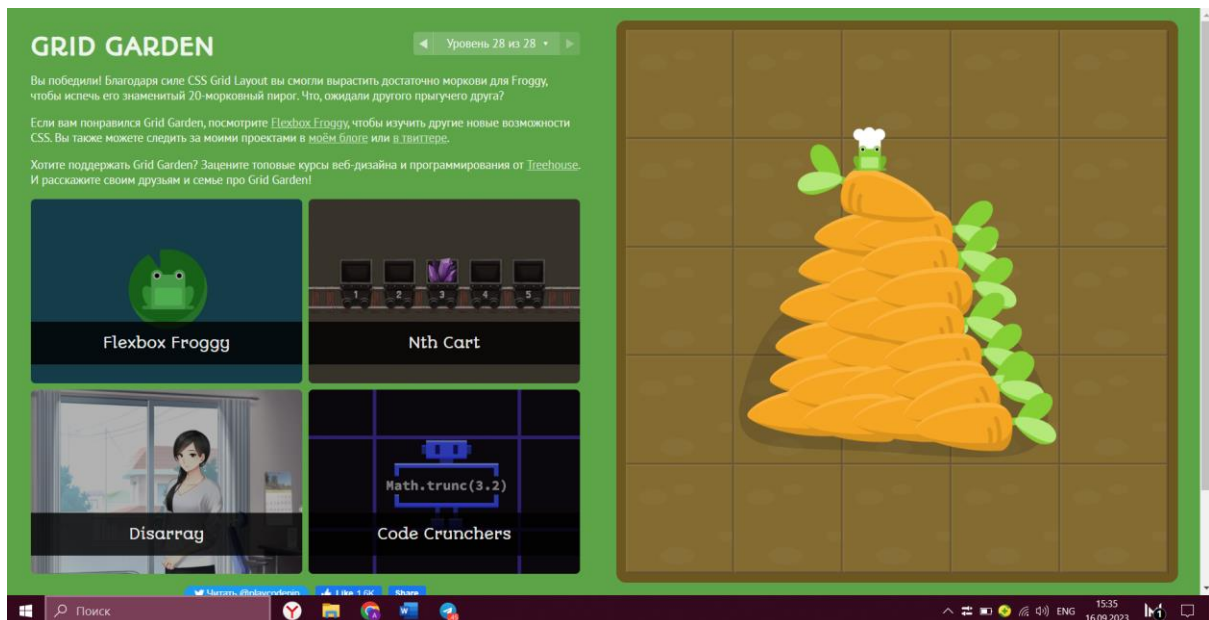 GRID GARDEN
Уровень 28 из 28
Вы победили! Благодаря силе CSS Grid Layout вы смогли вырастить достаточно моркови для Froggy,
чтобы испечь его знаменитый 20-морковный пирог. Что, ожидали другого прыгучего друга?
Если вам понравился Grid Garden, посмотрите Flexbox Froggy, чтобы изучить другие новые возможности
CSS. Вы также можете следить за моими проектами в моём блоге или в твиттере.
Хотите поддержать Grid Garden? Зацените топовые курсы веб-дизайна и программирования от Treehouse.
И расскажите своим друзьям и семье про Grid Garden!
1 2 3 4 5
Flexbox Froggy
Nth Cart
Math.trunc(3.2)
Disarray
Code Crunchers
Читать @playcodepip
Like 1.6K
Share
Поиск
ENG
15:35
16.09.2023